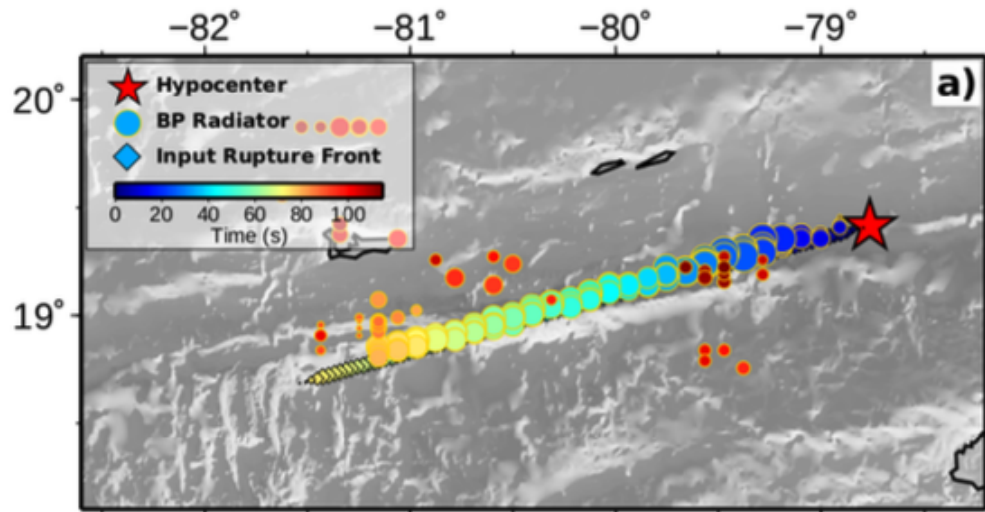 −82° −81° −80° −79°
20°
19°
a)
Hypocenter
BP Radiator
Input Rupture Front
0 20 40 60 80 100
Time (s)